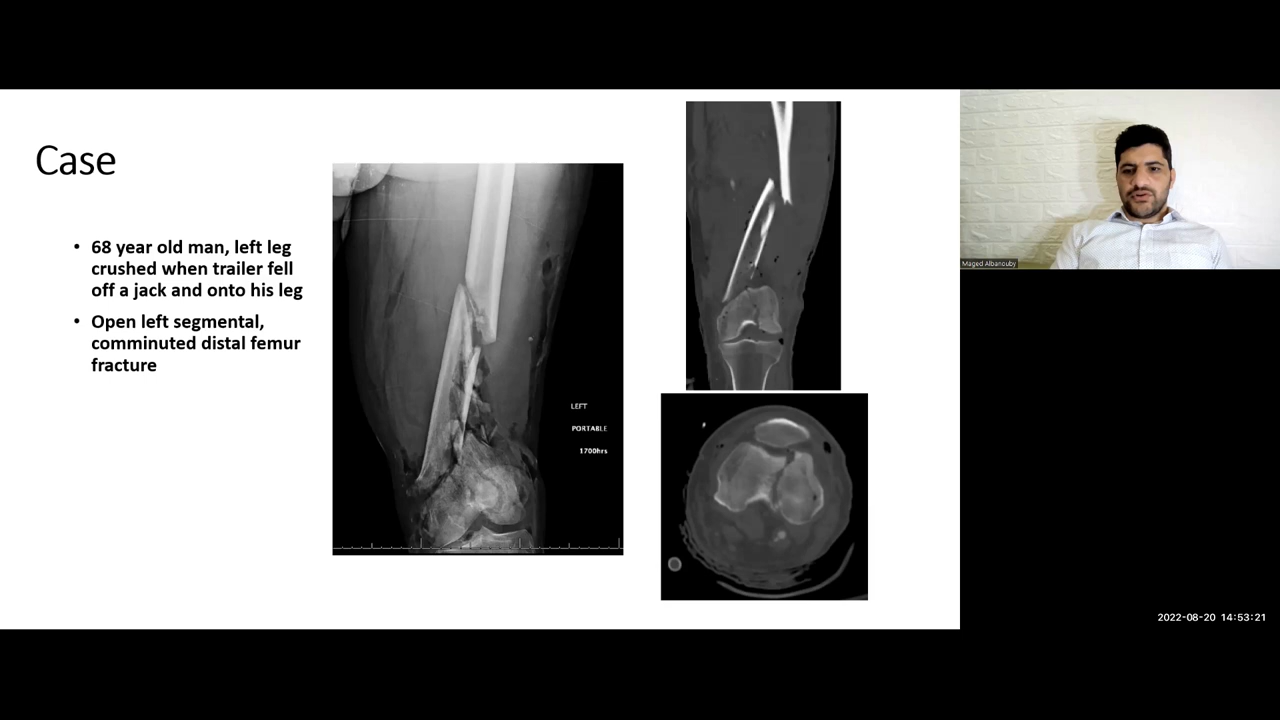 Case
• 68 year old man, left leg
crushed when trailer fell
off a jack and onto his leg
• Open left segmental,
comminuted distal femur
fracture
LEFT
PORTABLE
1700hrs
Maged Albanouby
2022-08-20 14:53:21